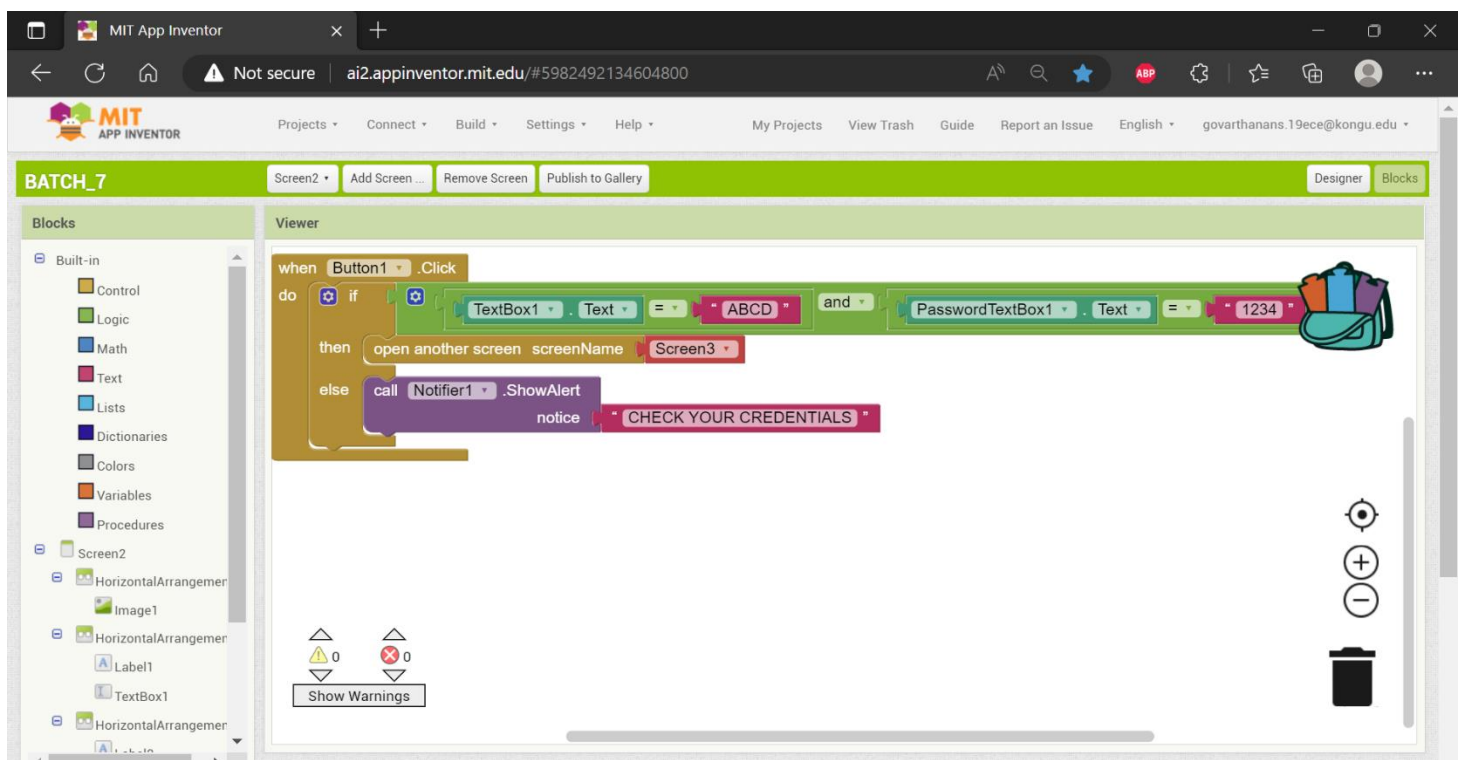 MIT App Inventor
Not secure | ai2.appinventor.mit.edu/#5982492134604800
ABP
MIT
APP INVENTOR
Projects Connect Build Settings Help My Projects View Trash Guide Report an Issue English govarthanans.19ece@kongu.edu
BATCH_7 Screen2 Add Screen ... Remove Screen Publish to Gallery Designer Blocks
Blocks
Viewer
Built-in
Control
Logic
Math
Text
Lists
Dictionaries
Colors
Variables
Procedures
Screen2
HorizontalArrangemen
Image1
HorizontalArrangemen
Label1
TextBox1
HorizontalArrangemen
when Button1 .Click
do if TextBox1 . Text = " ABCD " and PasswordTextBox1 . Text = " 1234 "
then open another screen screenName Screen3
else call Notifier1 .ShowAlert
notice " CHECK YOUR CREDENTIALS "
0 0
Show Warnings